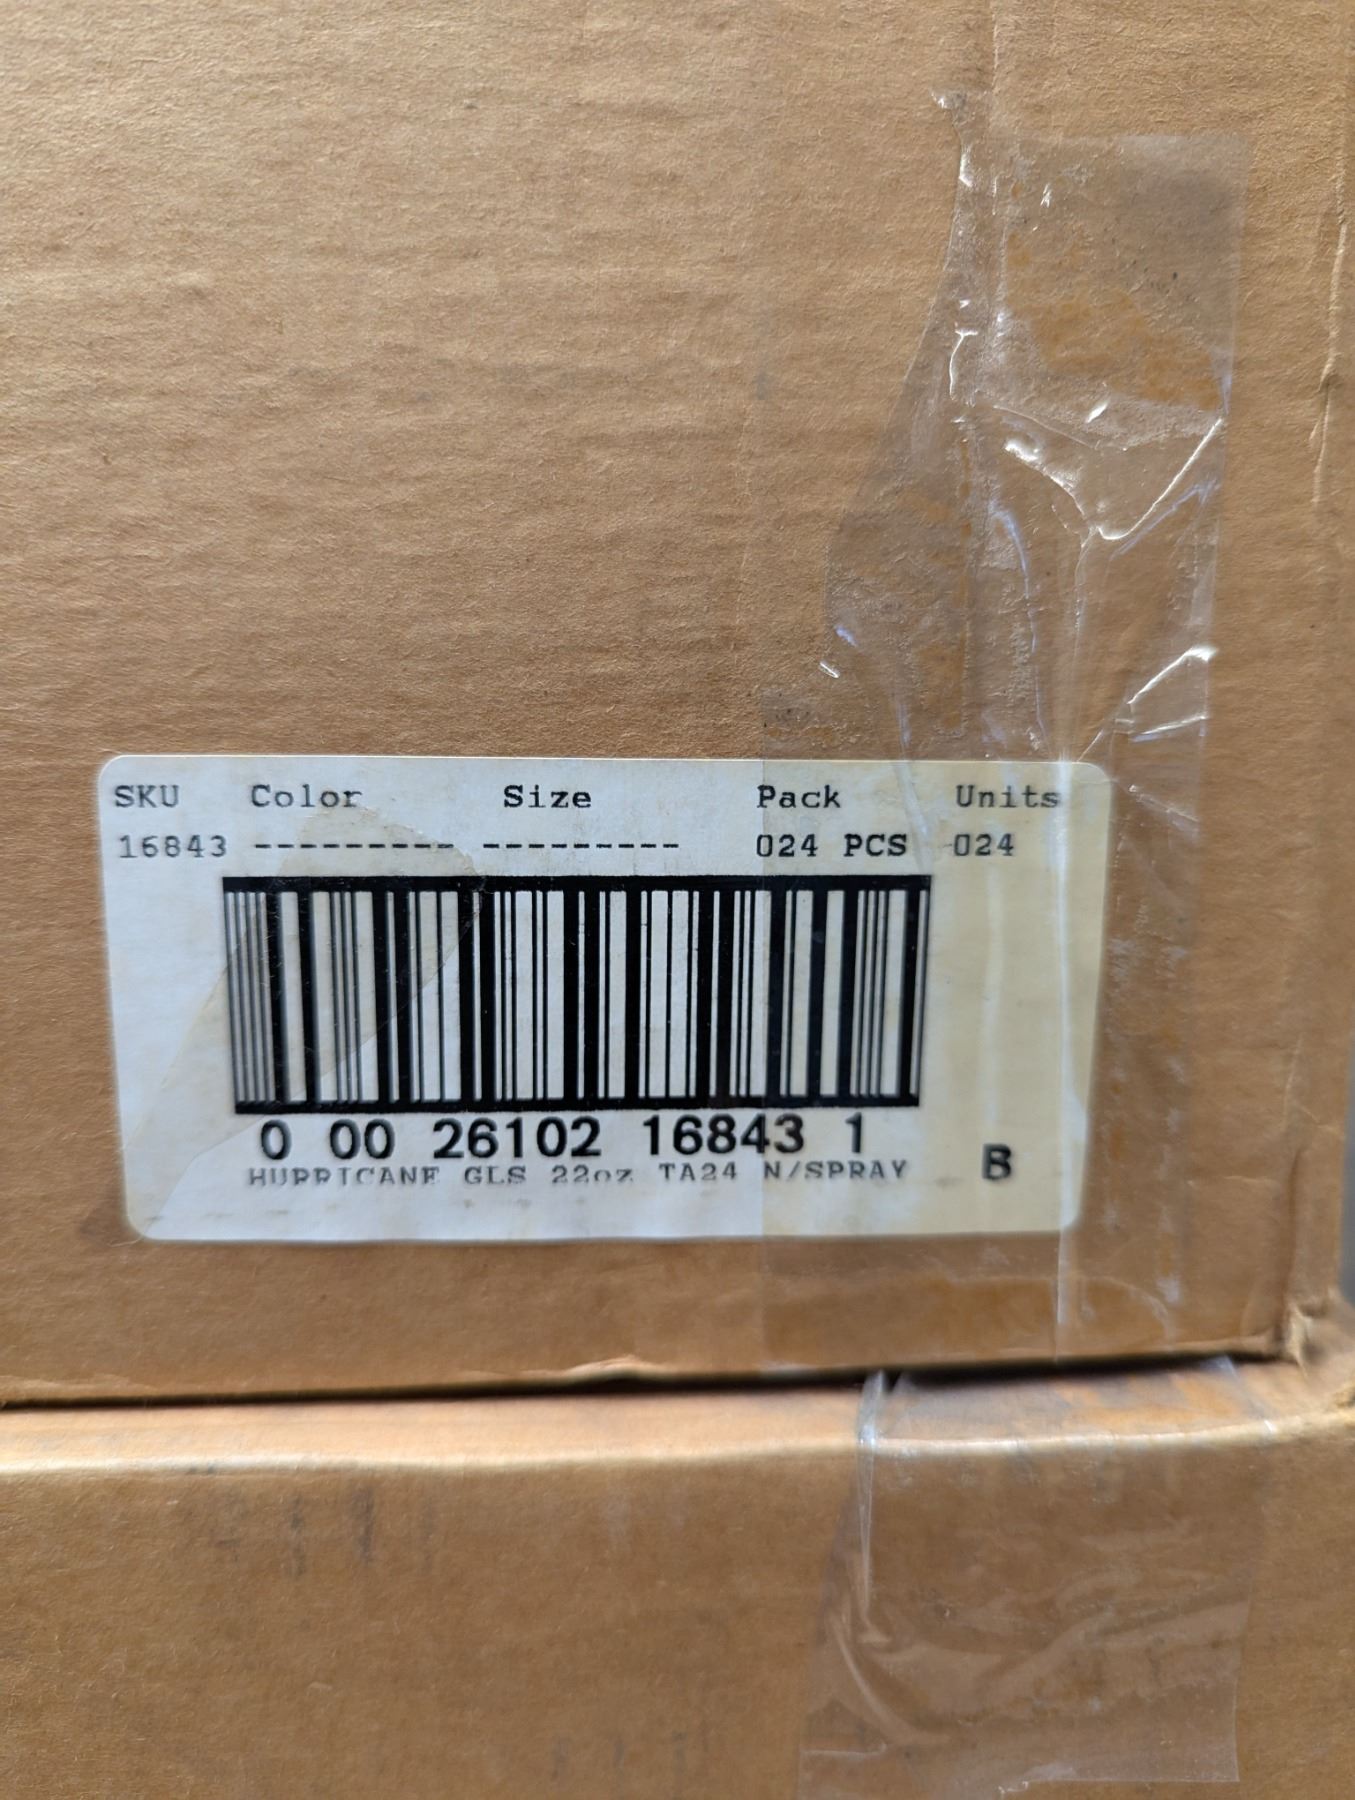 SKU Color Size Pack Units
16843 --------- --------- 024 PCS 024
0 00 26102 16843 1
HURRICANE GLS 22oz TA24 N/SPRAY B